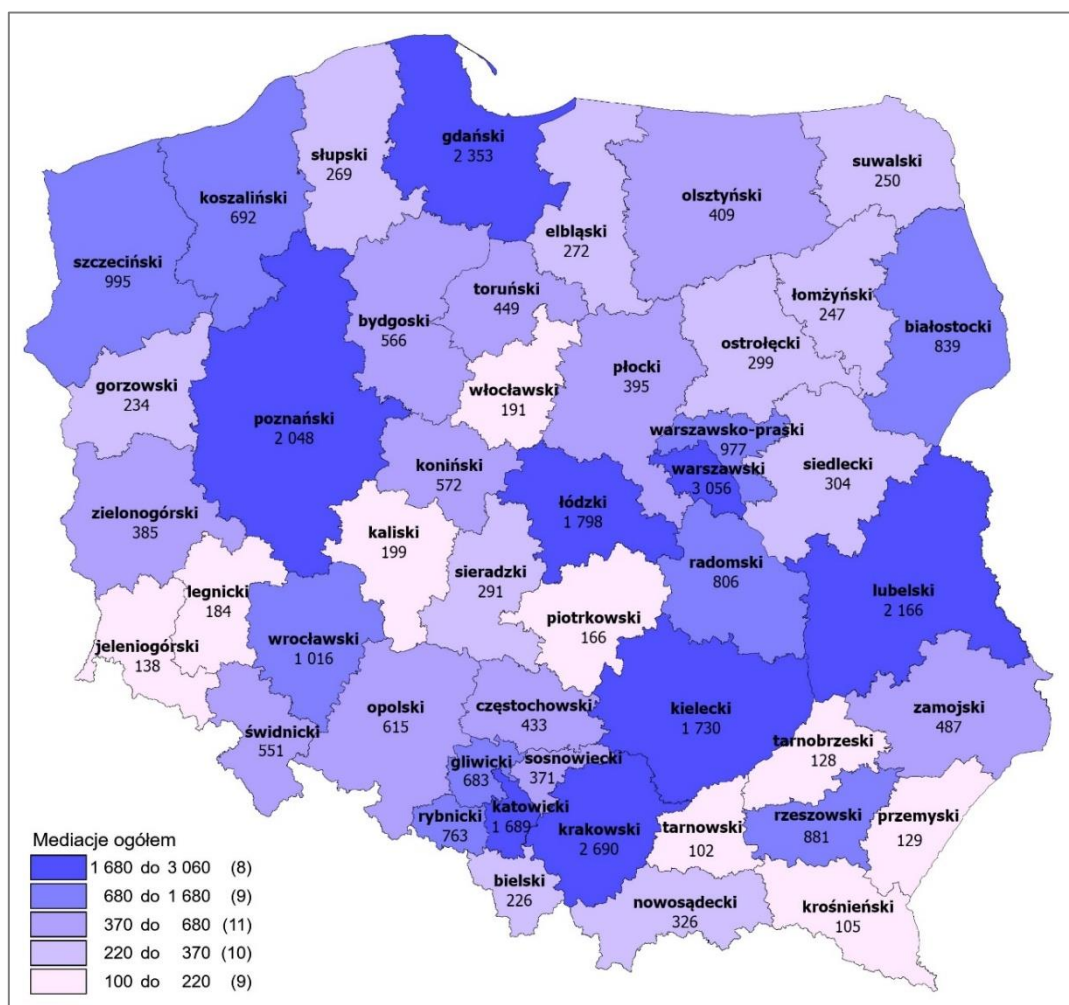 gdański
2 353
słupski
269
suwalski
250
koszaliński
692
olsztyński
409
elbląski
272
szczeciński
995
toruński
449
łomżyński
247
bydgoski
566
białostocki
839
ostrołęcki
299
płocki
395
gorzowski
234
włocławski
191
poznański
2 048
warszawsko-praski
977
koniński
572
warszawski
3 056
siedlecki
304
łódzki
1 798
zielonogórski
385
kaliski
199
radomski
806
sieradzki
291
legnicki
184
lubelski
2 166
piotrkowski
166
wrocławski
1 016
jeleniogórski
138
opolski
615
częstochowski
433
kielecki
1 730
zamojski
487
świdnicki
551
tarnobrzeski
128
gliwicki
683
sosnowiecki
371
katowicki
1 689
rybnicki
763
krakowski
2 690
tarnowski
102
rzeszowski
881
przemyski
129
bielski
226
nowosądecki
326
krośnieński
105
Mediacje ogółem
1 680 do 3 060 (8)
680 do 1 680 (9)
370 do 680 (11)
220 do 370 (10)
100 do 220 (9)